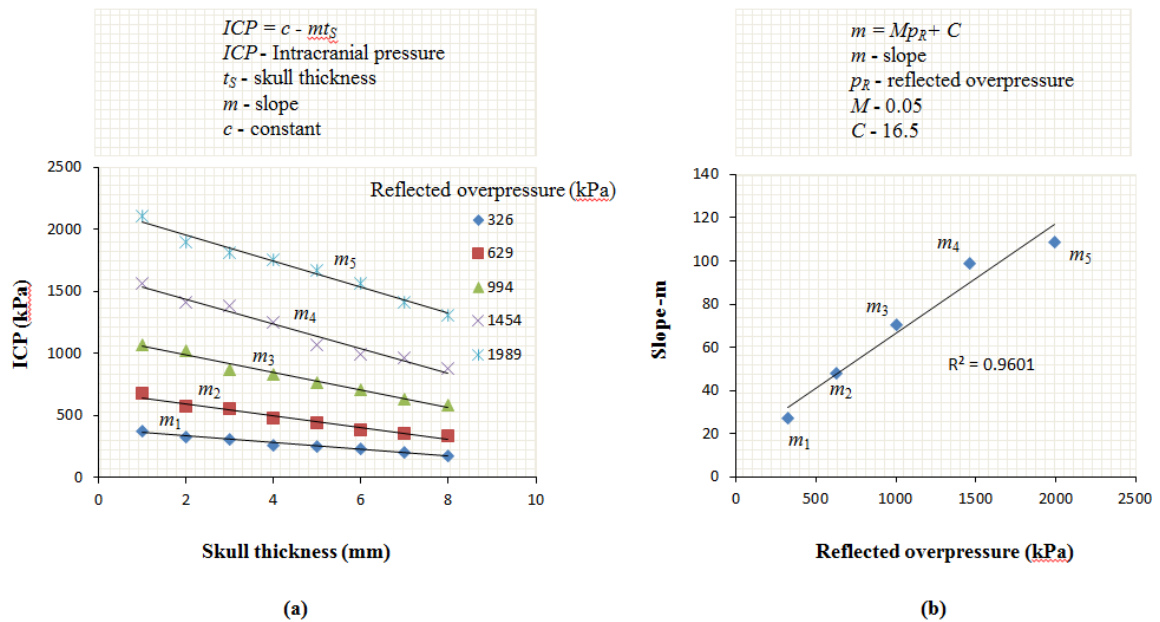 ICP = c - mtS
ICP - Intracranial pressure
tS - skull thickness
m - slope
c - constant
2500
2000
1500
1000
500
0
0 2 4 6 8 10
ICP (kPa)
Skull thickness (mm)
Reflected overpressure (kPa)
326
629
994
1454
1989
m5
m4
m3
m2
m1
(a)
m = MpR + C
m - slope
pR - reflected overpressure
M - 0.05
C - 16.5
140
120
100
80
60
40
20
0
0 500 1000 1500 2000 2500
Slope-m
Reflected overpressure (kPa)
m4
m5
m3
R² = 0.9601
m2
m1
(b)